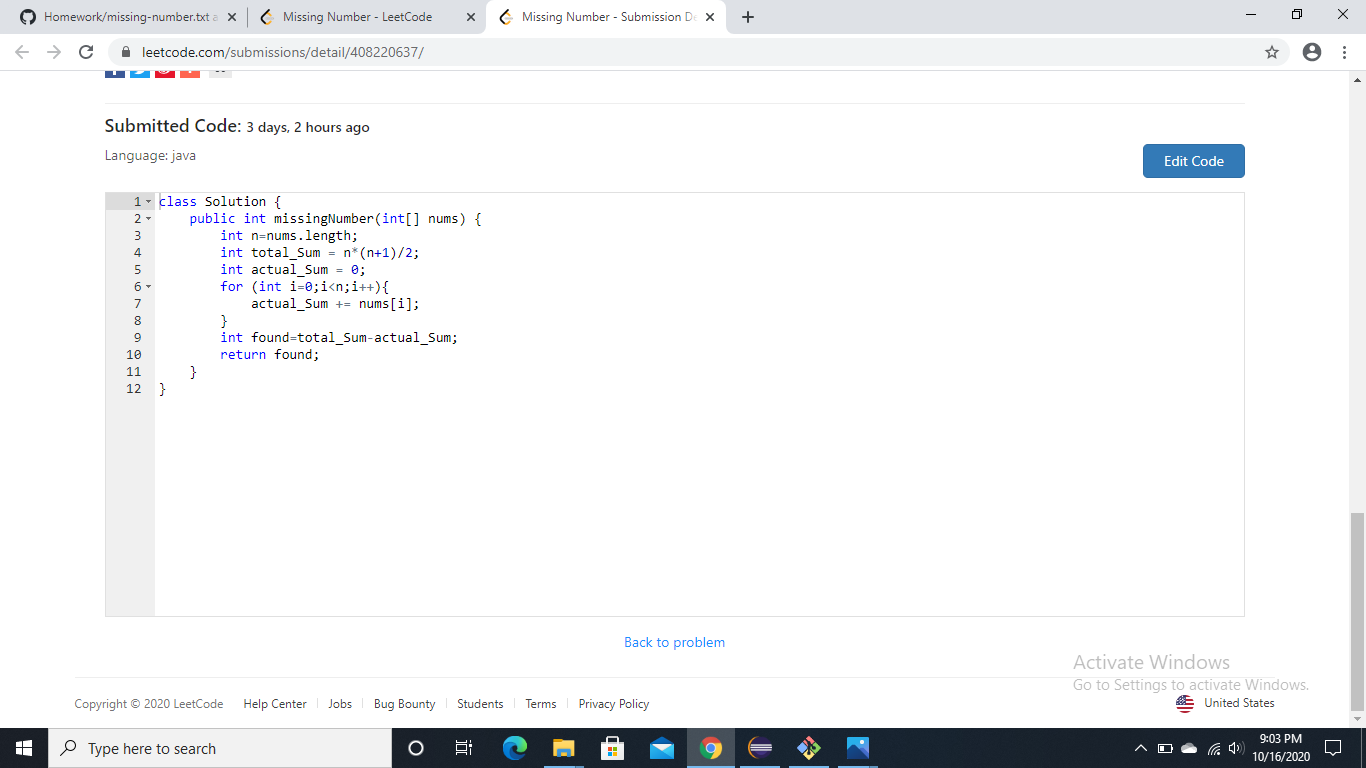 Homework/missing-number.txt a
Missing Number - LeetCode
Missing Number - Submission De
leetcode.com/submissions/detail/408220637/
Submitted Code: 3 days, 2 hours ago
Language: java
Edit Code
1 class Solution {
2 public int missingNumber(int[] nums) {
3 int n=nums.length;
4 int total_Sum = n*(n+1)/2;
5 int actual_Sum = 0;
6 for (int i=0;i<n;i++){
7 actual_Sum += nums[i];
8 }
9 int found=total_Sum-actual_Sum;
10 return found;
11 }
12 }
Back to problem
Activate Windows
Go to Settings to activate Windows.
Copyright © 2020 LeetCode Help Center Jobs Bug Bounty Students Terms Privacy Policy United States
Type here to search
9:03 PM
10/16/2020